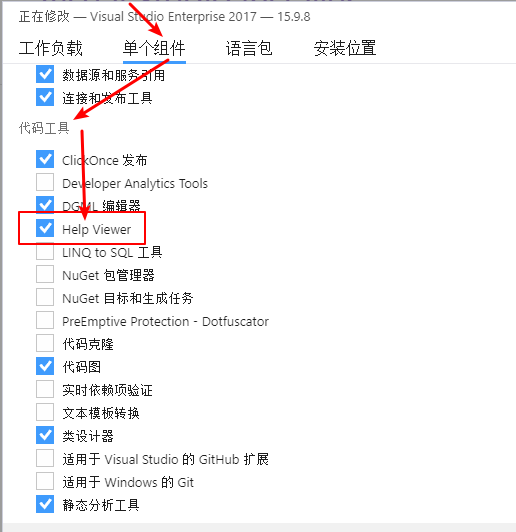 正在修改 — Visual Studio Enterprise 2017 — 15.9.8
工作负载 单个组件 语言包 安装位置
数据源和服务引用
连接和发布工具
代码工具
ClickOnce 发布
Developer Analytics Tools
DGML 编辑器
Help Viewer
LINQ to SQL 工具
NuGet 包管理器
NuGet 目标和生成任务
PreEmptive Protection - Dotfuscator
代码克隆
代码图
实时依赖项验证
文本模板转换
类设计器
适用于 Visual Studio 的 GitHub 扩展
适用于 Windows 的 Git
静态分析工具